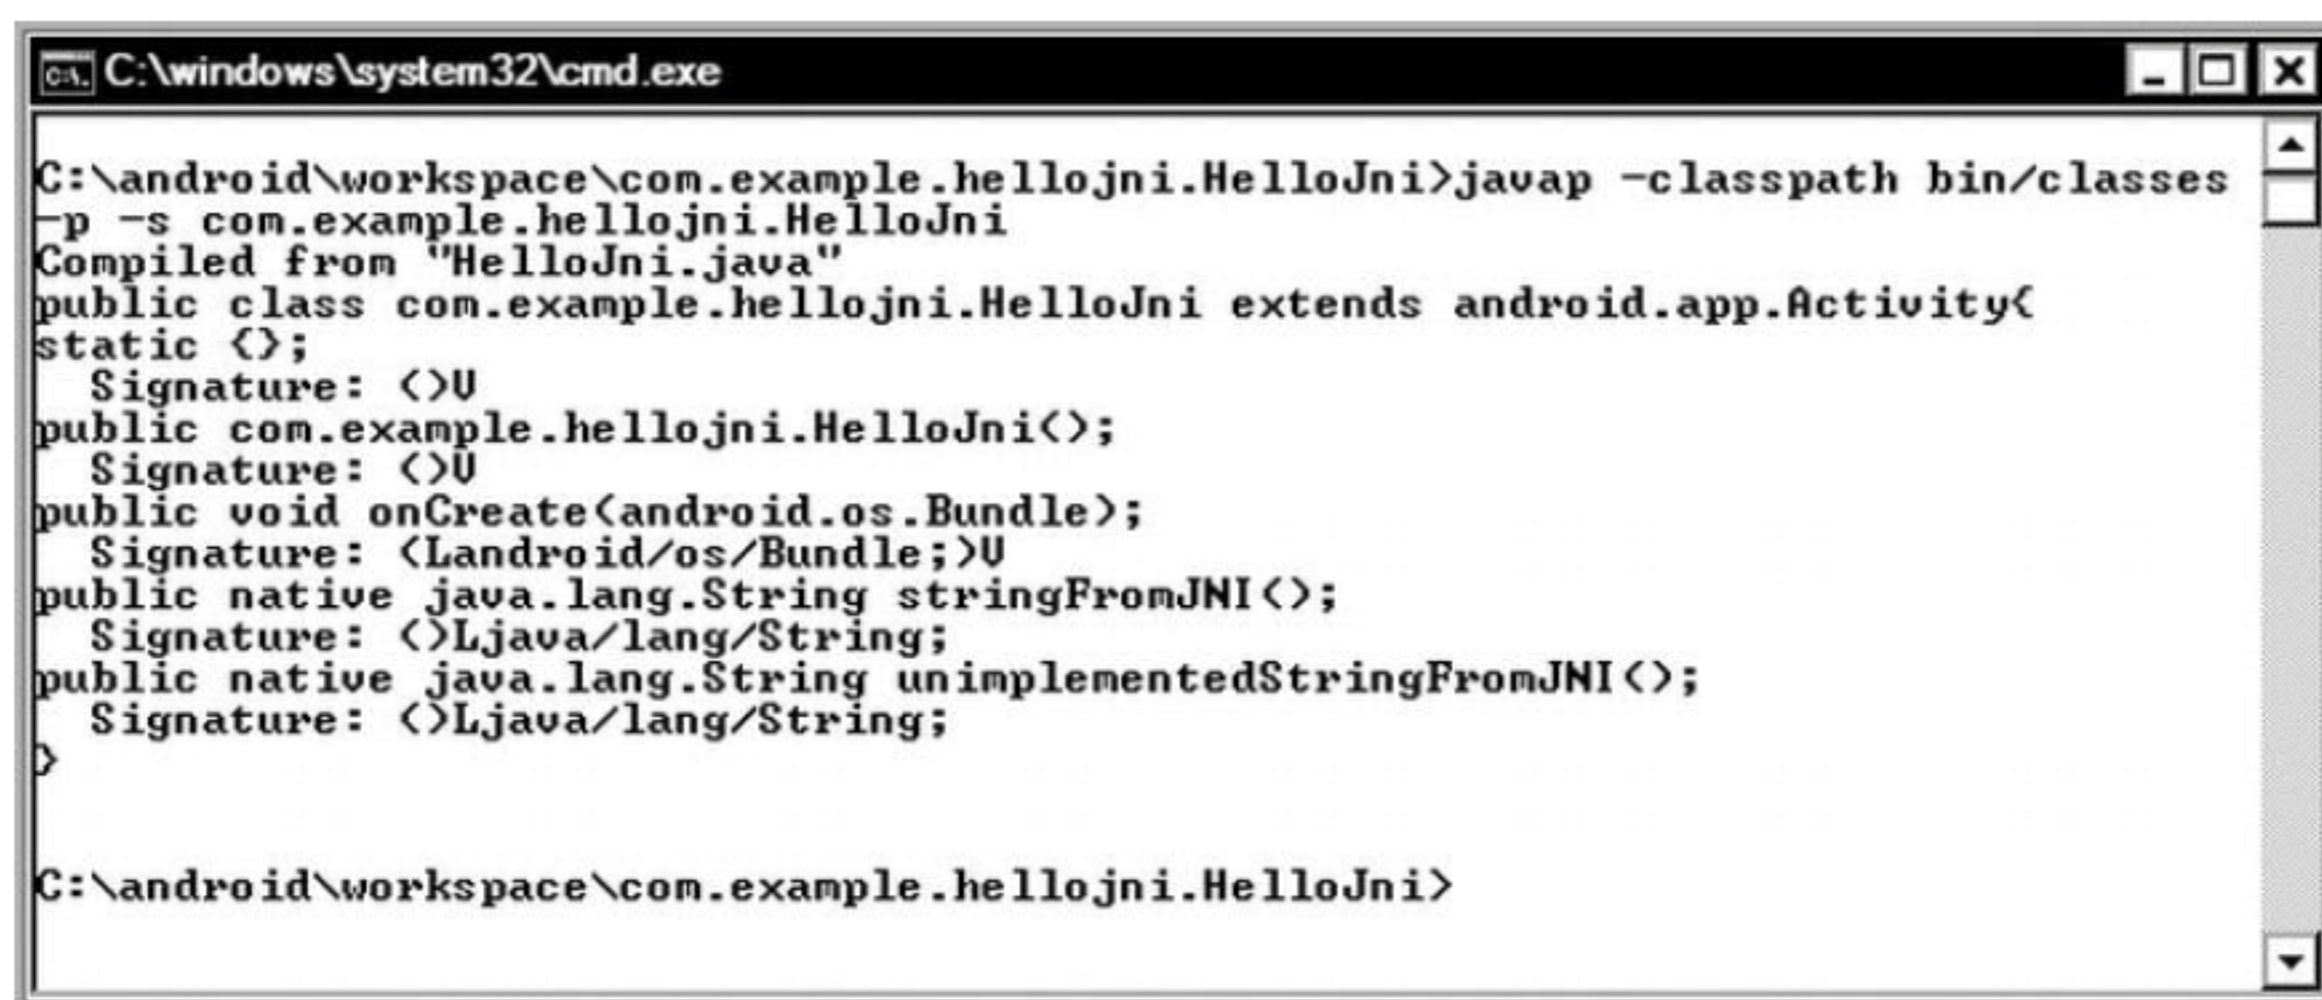 C:\windows\system32\cmd.exe
C:\android\workspace\com.example.hellojni.HelloJni>javap -classpath bin/classes
-p -s com.example.hellojni.HelloJni
Compiled from "HelloJni.java"
public class com.example.hellojni.HelloJni extends android.app.Activity{
static {};
  Signature: ()V
public com.example.hellojni.HelloJni();
  Signature: ()V
public void onCreate(android.os.Bundle);
  Signature: (Landroid/os/Bundle;)V
public native java.lang.String stringFromJNI();
  Signature: ()Ljava/lang/String;
public native java.lang.String unimplementedStringFromJNI();
  Signature: ()Ljava/lang/String;
}
C:\android\workspace\com.example.hellojni.HelloJni>